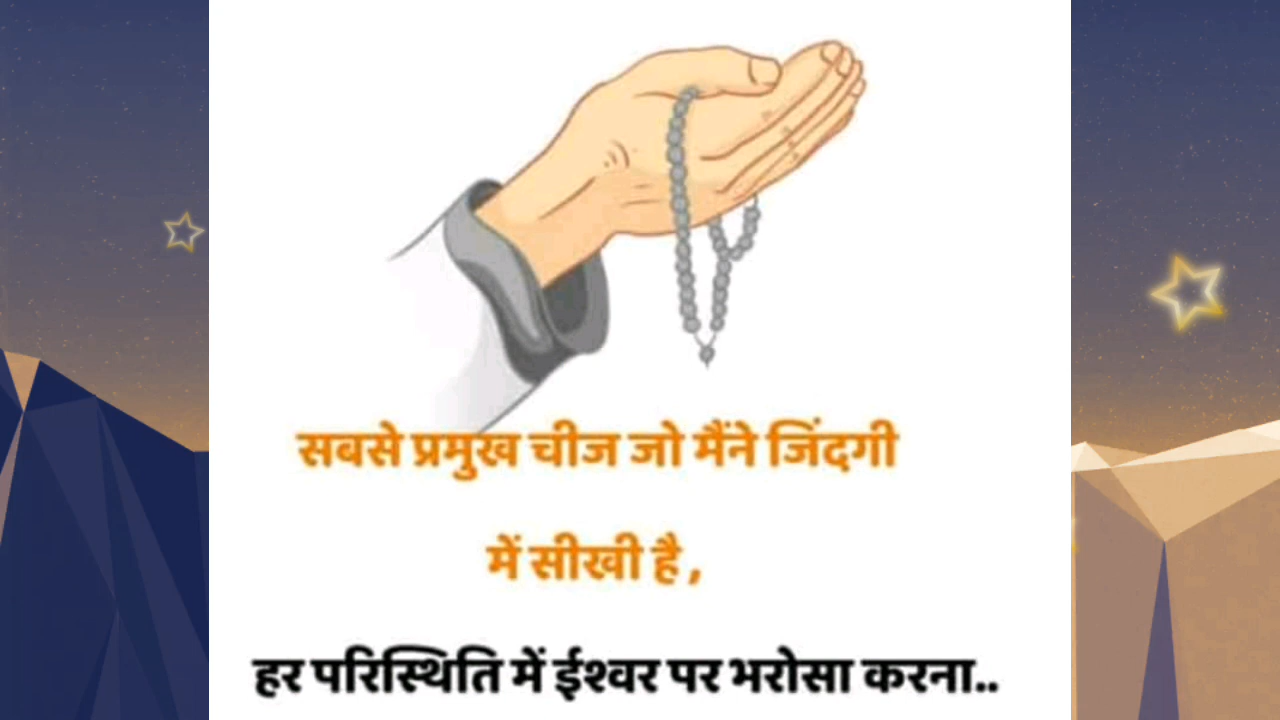 सबसे प्रमुख चीज जो मैंने जिंदगी
में सीखी है ,
हर परिस्थिति में ईश्वर पर भरोसा करना..